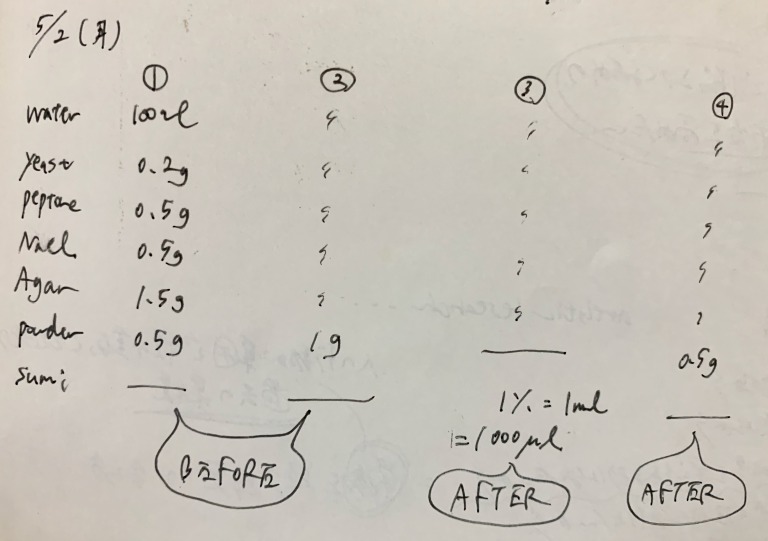 5/2 (月)
① ② ③ ④
water 100ml 〃 〃 〃
yeast 0.2g 〃 〃 〃
peptone 0.5g 〃 〃 〃
NaCl 0.5g 〃 〃 〃
Agar 1.5g 〃 〃 〃
powder 0.5g 1g — 0.5g
Sumi — — 1% = 1ml —
1=1000μl
BEFORE AFTER AFTER